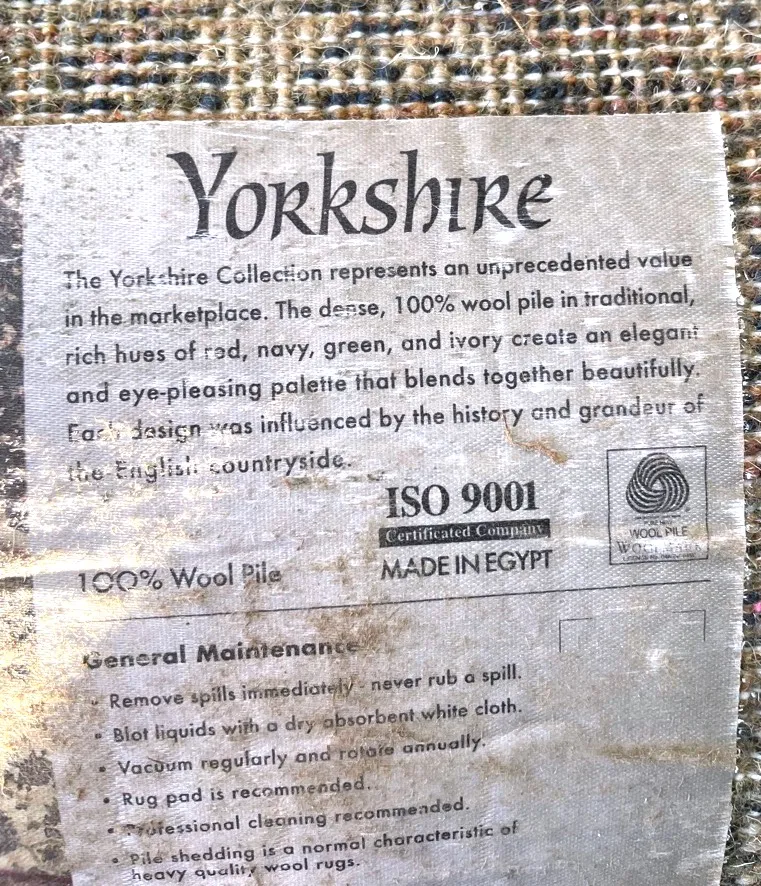 Yorkshire
The Yorkshire Collection represents an unprecedented value
in the marketplace. The dense, 100% wool pile in traditional,
rich hues of red, navy, green, and ivory create an elegant
and eye-pleasing palette that blends together beautifully.
Each design was influenced by the history and grandeur of
the English countryside.
ISO 9001
Certificated Company
MADE IN EGYPT
WOOL PILE
100% Wool Pile
General Maintenance
• Remove spills immediately - never rub a spill.
• Blot liquids with a dry absorbent white cloth.
• Vacuum regularly and rotate annually.
• Rug pad is recommended.
• Professional cleaning recommended.
• Pile shedding is a normal characteristic of
heavy quality wool rugs.